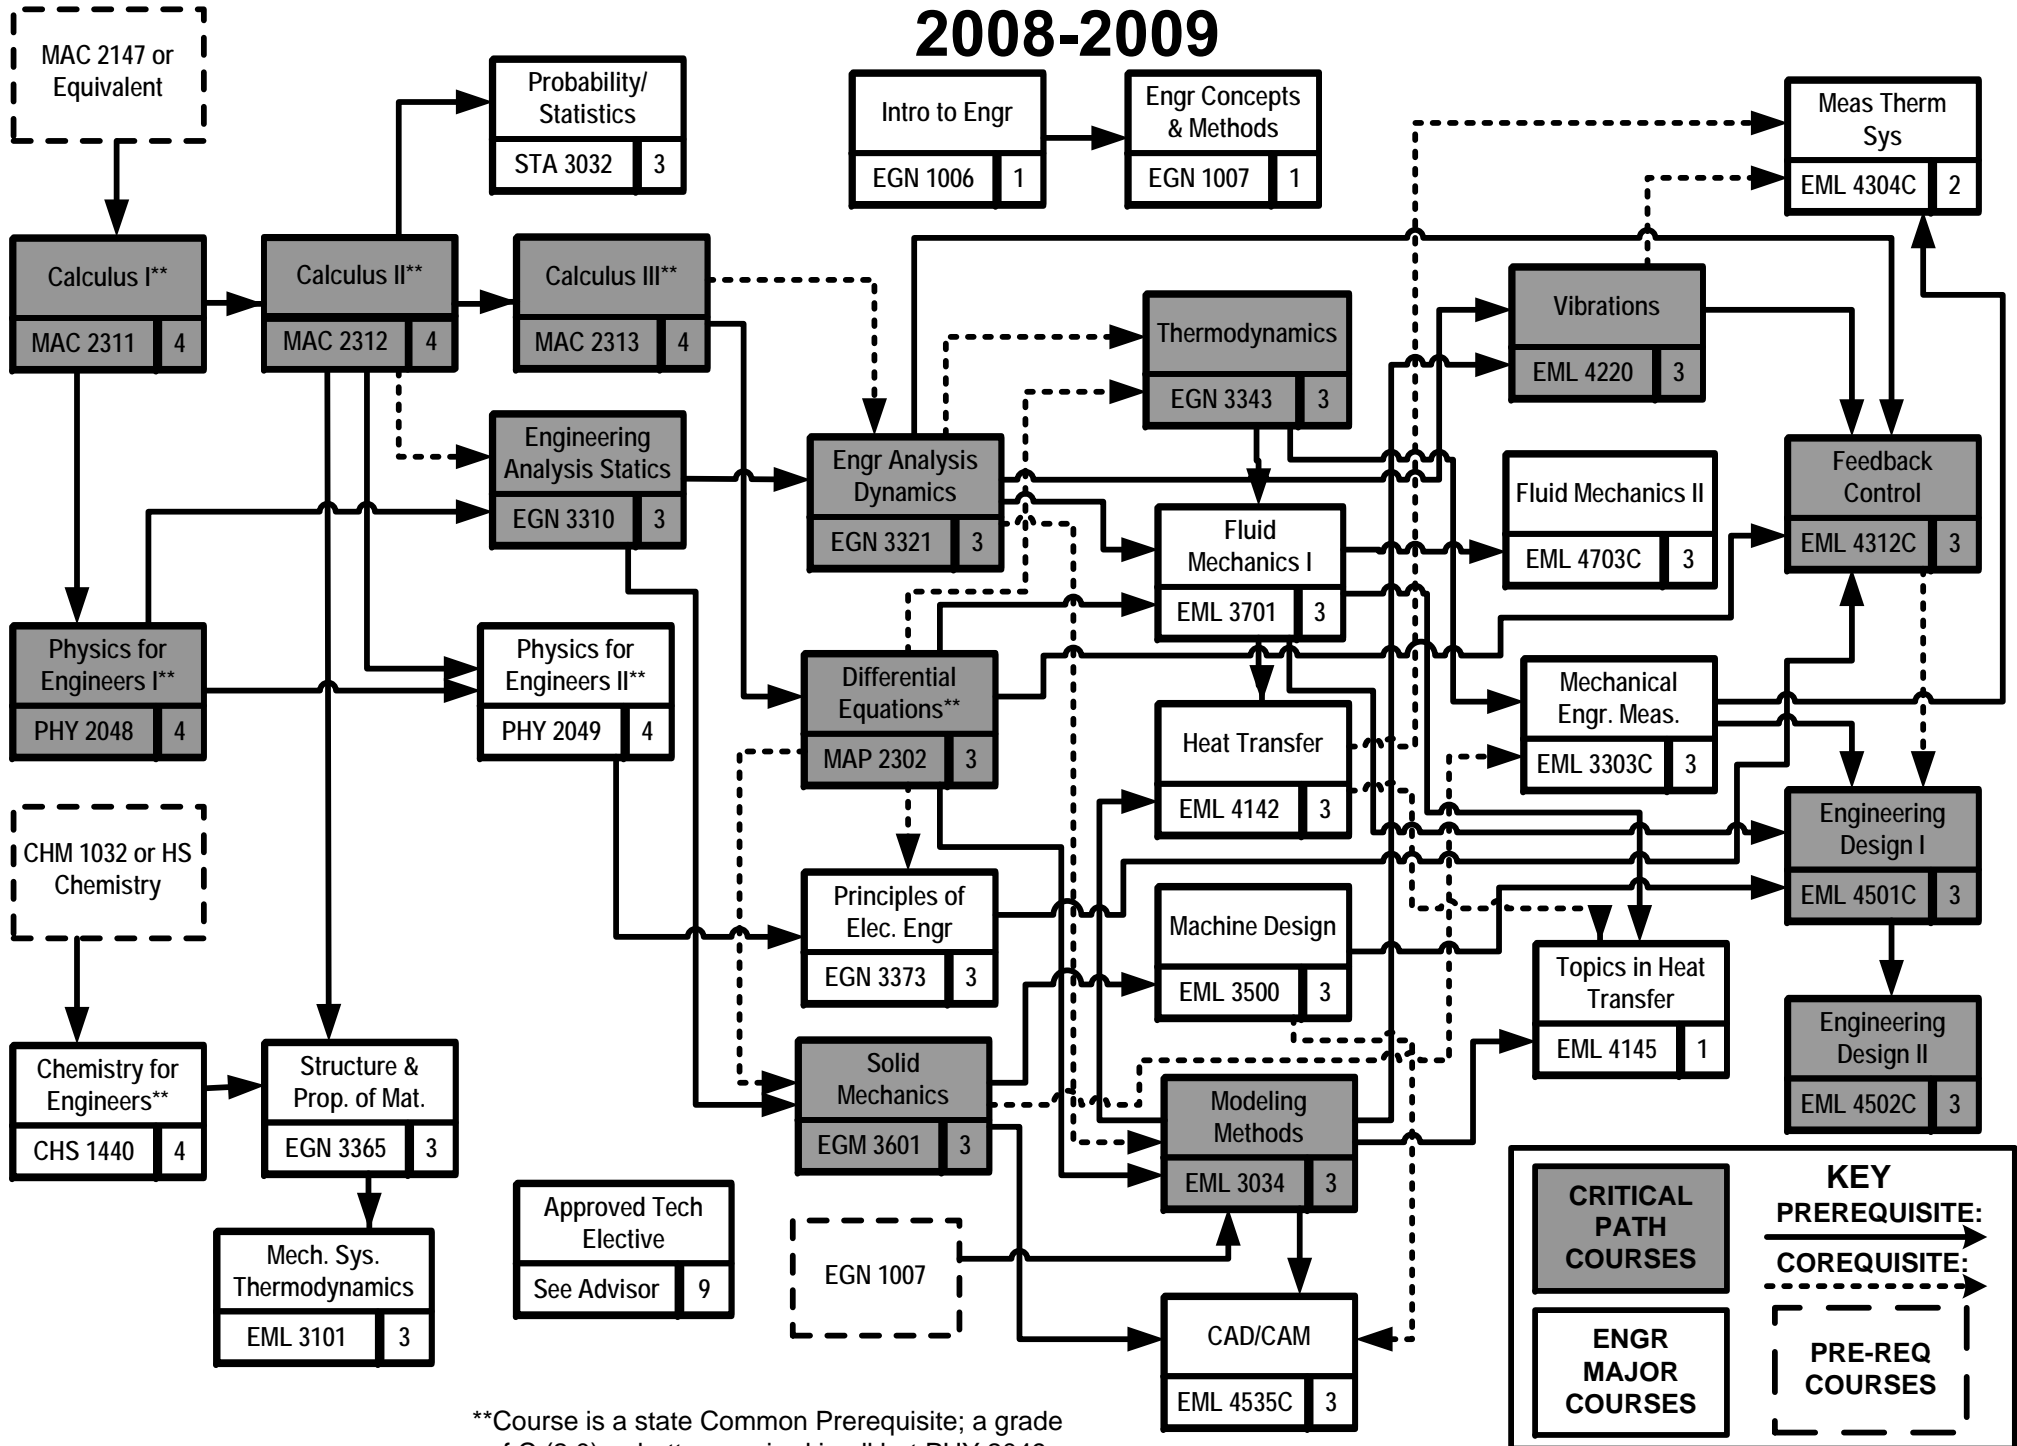 2008-2009
MAC 2147 or
Equivalent
Probability/
Statistics
STA 3032 3
Intro to Engr
EGN 1006 1
Engr Concepts
& Methods
EGN 1007 1
Meas Therm
Sys
EML 4304C 2
Calculus I**
MAC 2311 4
Calculus II**
MAC 2312 4
Calculus III**
MAC 2313 4
Thermodynamics
EGN 3343 3
Vibrations
EML 4220 3
Engineering
Analysis Statics
EGN 3310 3
Engr Analysis
Dynamics
EGN 3321 3
Fluid
Mechanics I
EML 3701 3
Fluid Mechanics II
EML 4703C 3
Feedback
Control
EML 4312C 3
Physics for
Engineers I**
PHY 2048 4
Physics for
Engineers II**
PHY 2049 4
Differential
Equations**
MAP 2302 3
Heat Transfer
EML 4142 3
Mechanical
Engr. Meas.
EML 3303C 3
Engineering
Design I
EML 4501C 3
CHM 1032 or HS
Chemistry
Principles of
Elec. Engr
EGN 3373 3
Machine Design
EML 3500 3
Topics in Heat
Transfer
EML 4145 1
Engineering
Design II
EML 4502C 3
Chemistry for
Engineers**
CHS 1440 4
Structure &
Prop. of Mat.
EGN 3365 3
Solid
Mechanics
EGM 3601 3
Modeling
Methods
EML 3034 3
Mech. Sys.
Thermodynamics
EML 3101 3
Approved Tech
Elective
See Advisor 9
EGN 1007
CAD/CAM
EML 4535C 3
KEY
CRITICAL
PATH
COURSES
PREREQUISITE:
COREQUISITE:
ENGR
MAJOR
COURSES
PRE-REQ
COURSES
**Course is a state Common Prerequisite; a grade